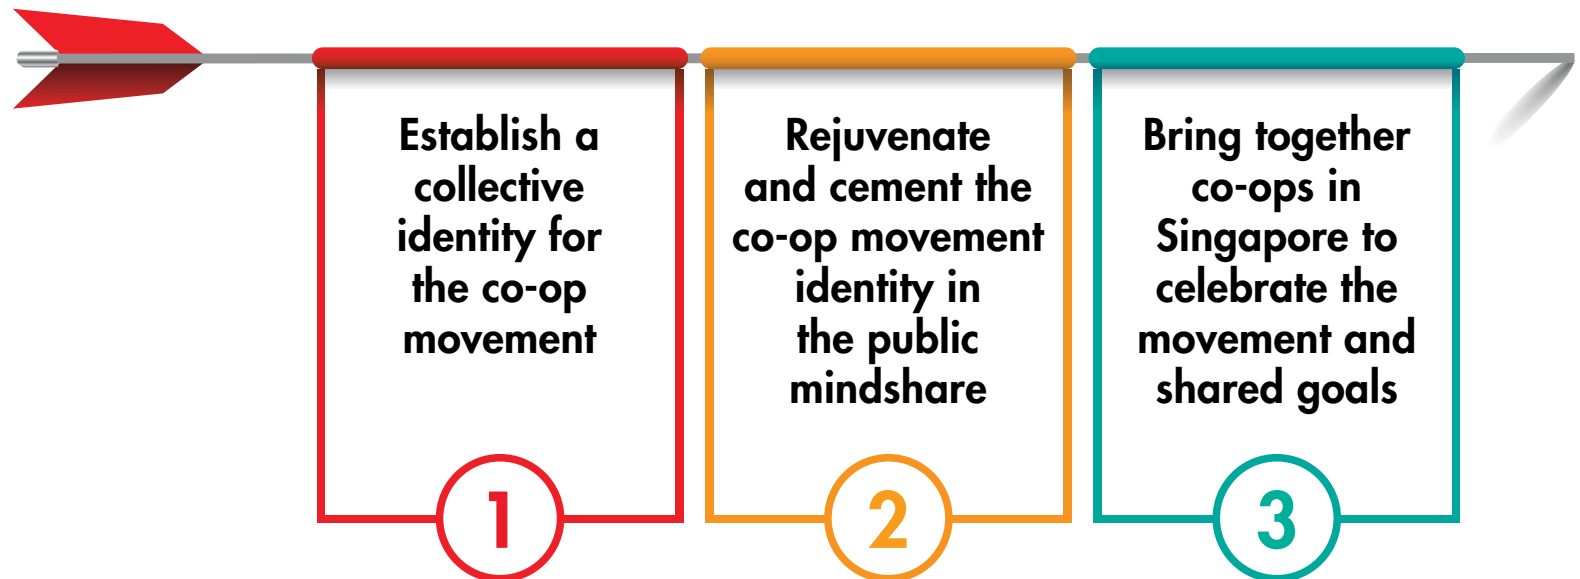 Establish a
collective
identity for
the co-op
movement
1
Rejuvenate
and cement the
co-op movement
identity in
the public
mindshare
2
Bring together
co-ops in
Singapore to
celebrate the
movement and
shared goals
3